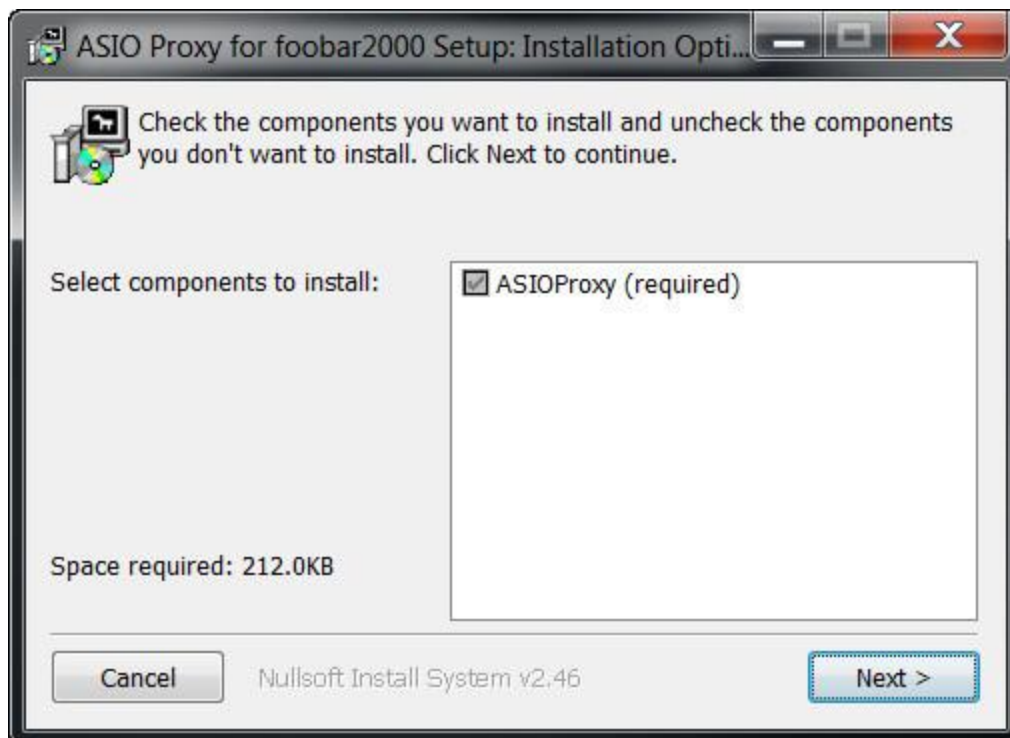 ASIO Proxy for foobar2000 Setup: Installation Opti...
Check the components you want to install and uncheck the components
you don't want to install. Click Next to continue.
Select components to install:
ASIOProxy (required)
Space required: 212.0KB
Cancel
Nullsoft Install System v2.46
Next >